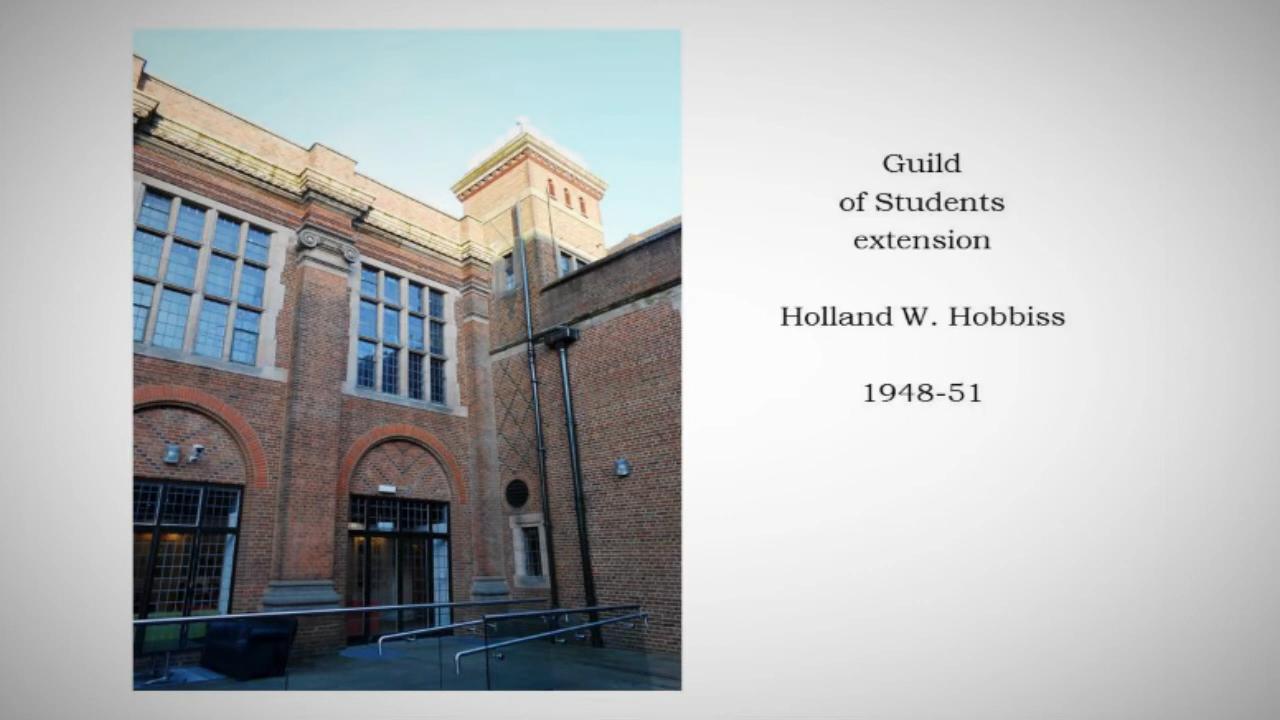 Guild
of Students
extension
Holland W. Hobbiss
1948-51